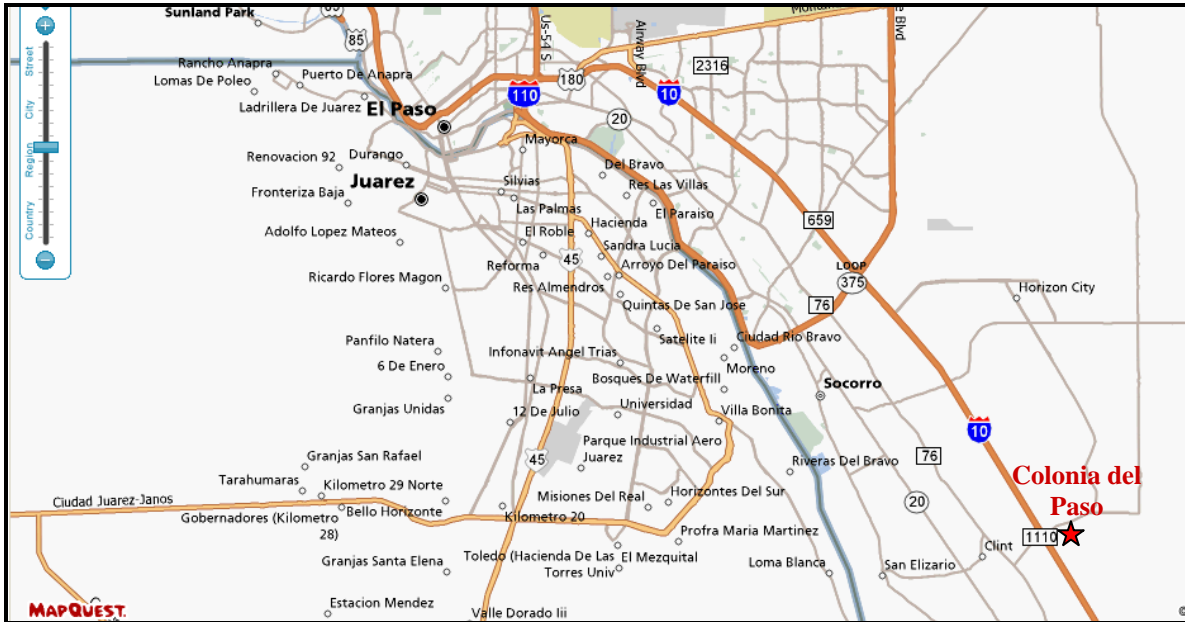 Sunland Park
85
Us-54 S
Airway Blvd
Blvd
Street
City
Region
Country
Rancho Anapra
Lomas De Poleo
Puerto De Anapra
Ladrillera De Juarez
El Paso
180
2316
110
10
20
Mayorca
Renovacion 92
Durango
Del Bravo
Juarez
Silvias
Res Las Villas
Fronteriza Baja
Las Palmas
El Paraiso
659
Hacienda
Adolfo Lopez Mateos
El Roble
Sandra Lucia
45
Reforma
Arroyo Del Paraiso
LOOP
375
Ricardo Flores Magon
Res Almendros
Horizon City
Quintas De San Jose
76
Panfilo Natera
Satelite Ii
Ciudad Rio Bravo
Infonavit Angel Trias
6 De Enero
Moreno
Bosques De Waterfill
La Presa
Socorro
Granjas Unidas
12 De Julio
Universidad
Villa Bonita
10
Parque Industrial Aero
Juarez
Granjas San Rafael
45
Riveras Del Bravo
76
Colonia del
Paso
Tarahumaras
Kilometro 29 Norte
Ciudad Juarez-Janos
Misiones Del Real
Horizontes Del Sur
20
Bello Horizonte
Gobernadores (Kilometro
28)
Kilometro 20
Profra Maria Martinez
1110
Granjas Santa Elena
Toledo (Hacienda De Las
Torres Univ)
El Mezquital
Clint
Loma Blanca
San Elizario
Estacion Mendez
Valle Dorado Iii
MAPQUEST.
©